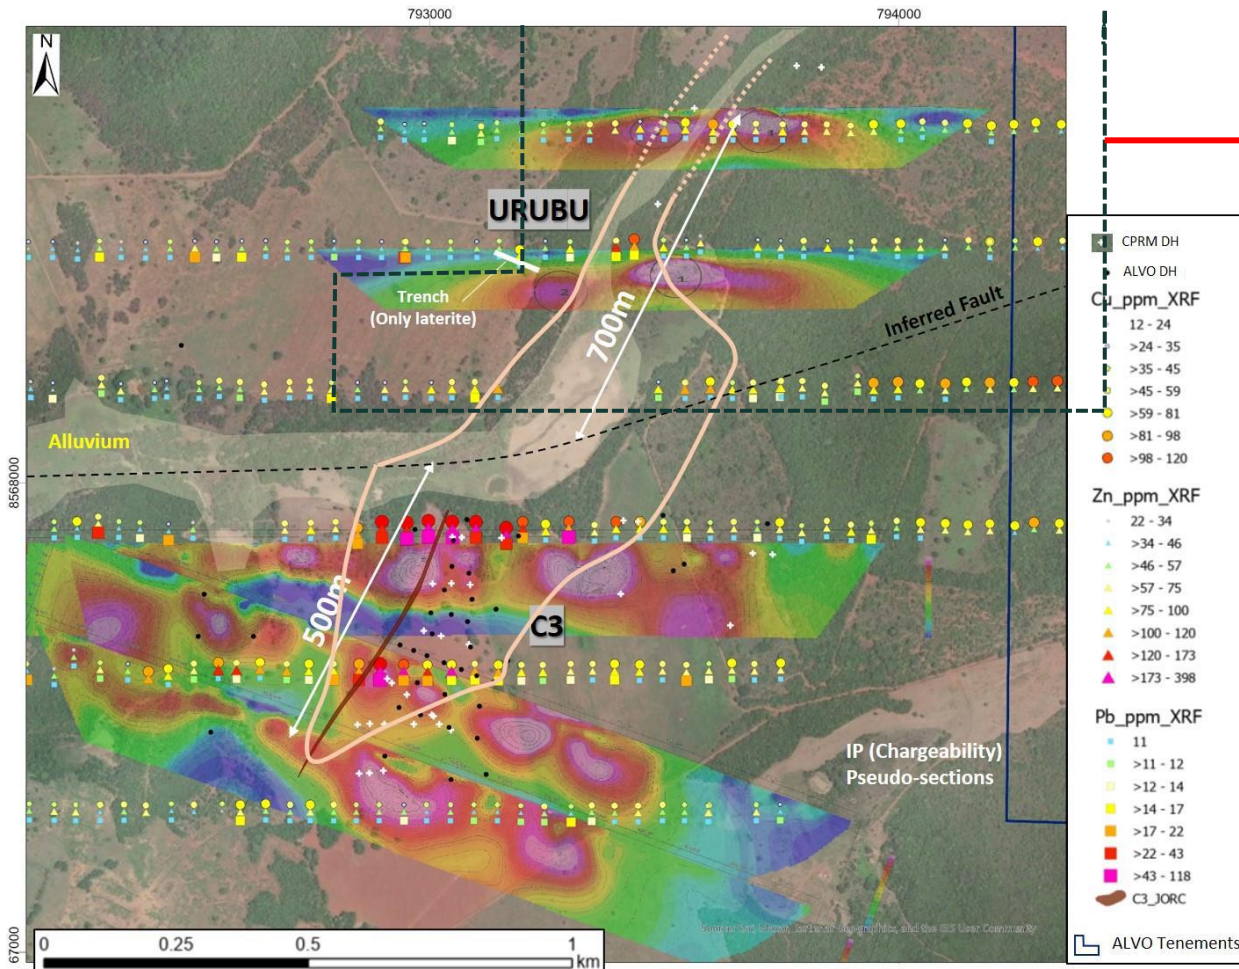 793000
794000
N
URUBU
Trench
(Only laterite)
2
1
700m
Inferred Fault
Alluvium
8568000
500m
C3
IP (Chargeability)
Pseudo-sections
67000
0 0.25 0.5 1
km
CPRM DH
ALVO DH
Cu_ppm_XRF
12 - 24
>24 - 35
>35 - 45
>45 - 59
>59 - 81
>81 - 98
>98 - 120
Zn_ppm_XRF
22 - 34
>34 - 46
>46 - 57
>57 - 75
>75 - 100
>100 - 120
>120 - 173
>173 - 398
Pb_ppm_XRF
11
>11 - 12
>12 - 14
>14 - 17
>17 - 22
>22 - 43
>43 - 118
C3_JORC
ALVO Tenements